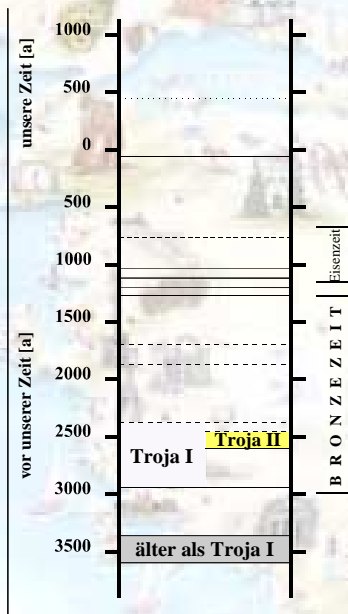 1000
500
0
500
1000
1500
2000
2500
3000
3500
unsere Zeit [a]
vor unserer Zeit [a]
Troja II
Troja I
älter als Troja I
Eisenzeit
BRONZEZEIT